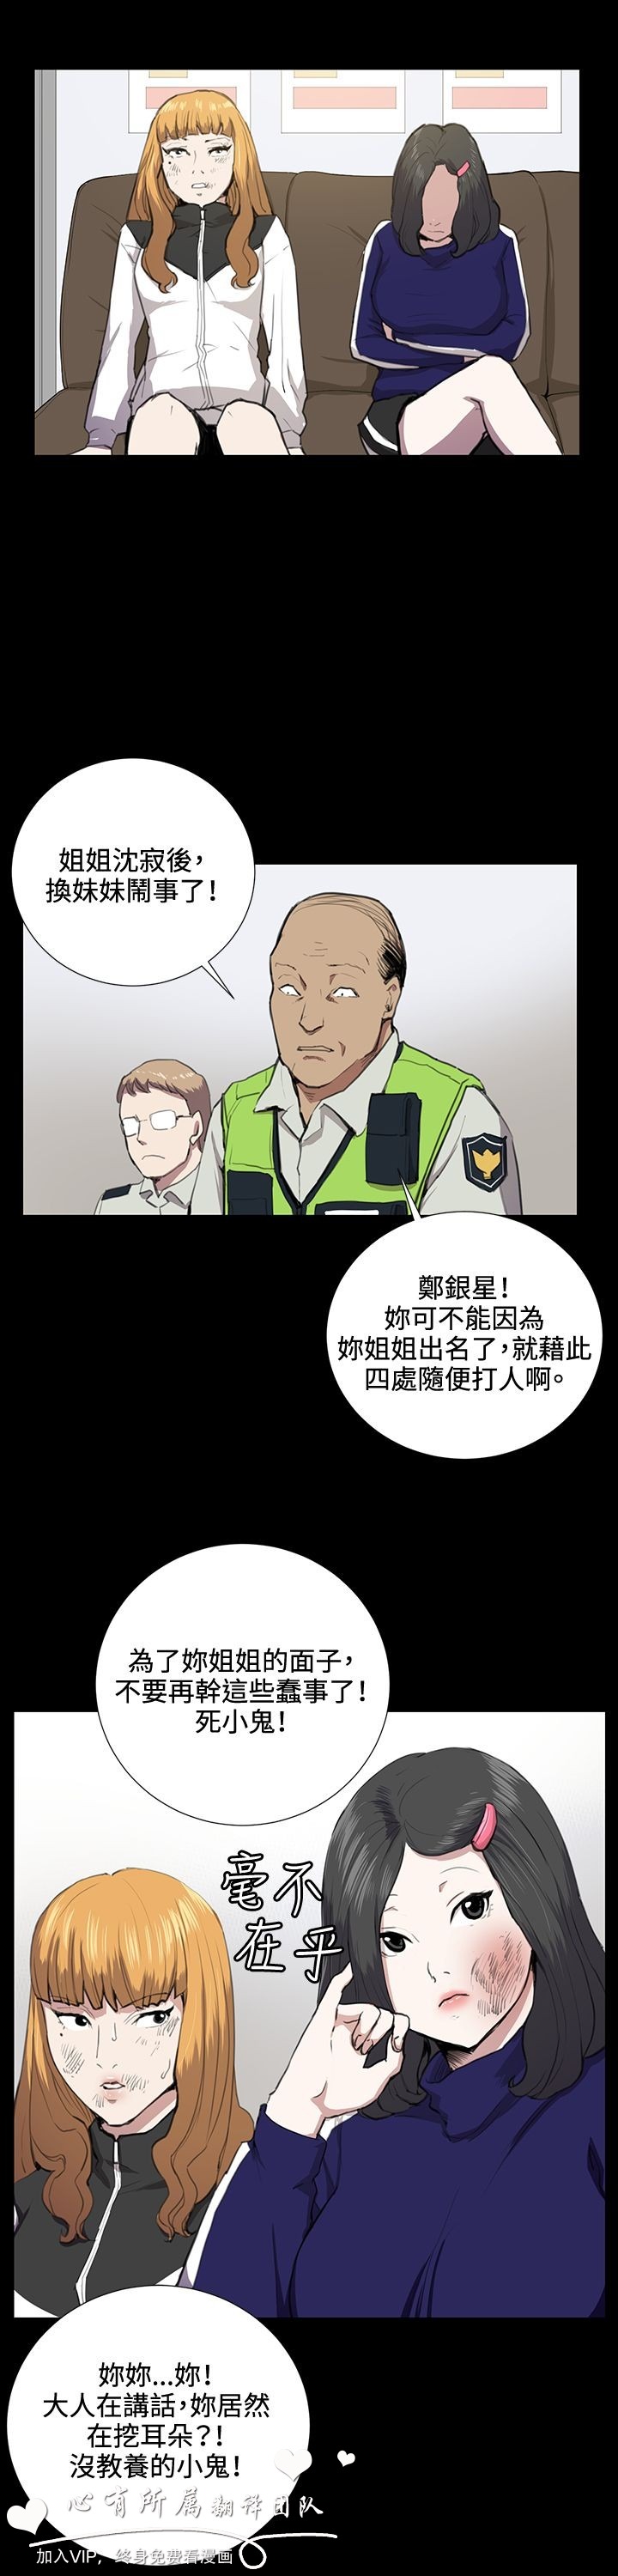 姐姐沈寂後，
換妹妹鬧事了！
鄭銀星！
妳可不能因為
妳姐姐出名了，就藉此
四處隨便打人啊。
為了妳姐姐的面子，
不要再幹這些蠢事了！
死小鬼！
毫不
在乎
妳妳…妳！
大人在講話，妳居然
在挖耳朵？！
沒教養的小鬼！
心有所属翻译团队
加入VIP，终身免费看漫画